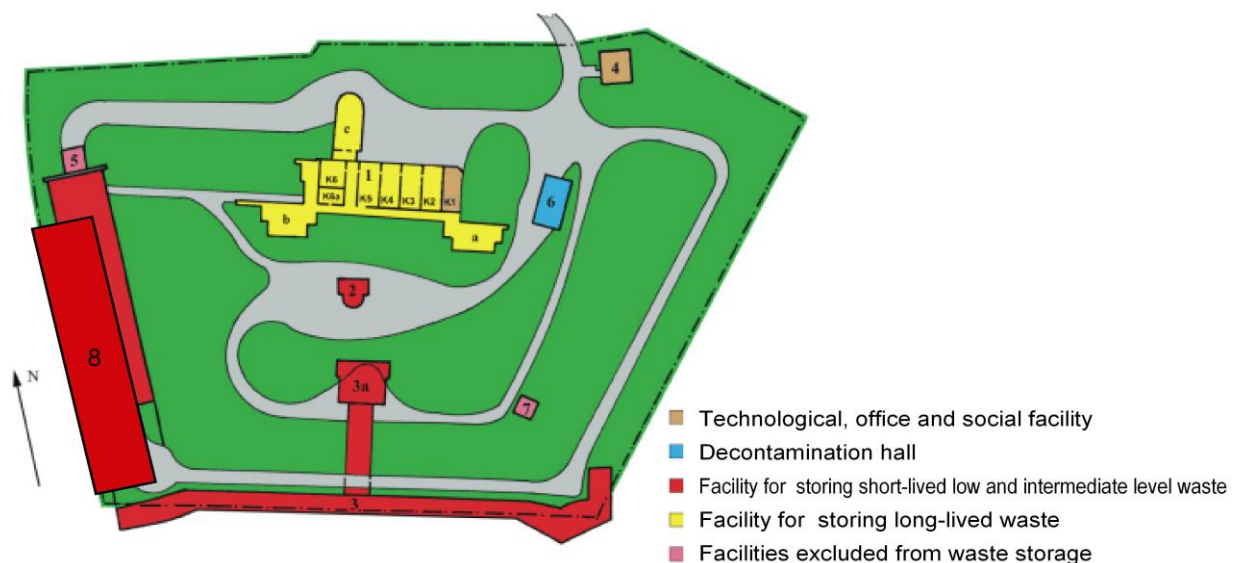 4
c
5
1
K6
K6a
K5
K4
K3
K2
K1
6
b
a
2
8
N
3a
7
3
Technological, office and social facility
Decontamination hall
Facility for storing short-lived low and intermediate level waste
Facility for storing long-lived waste
Facilities excluded from waste storage